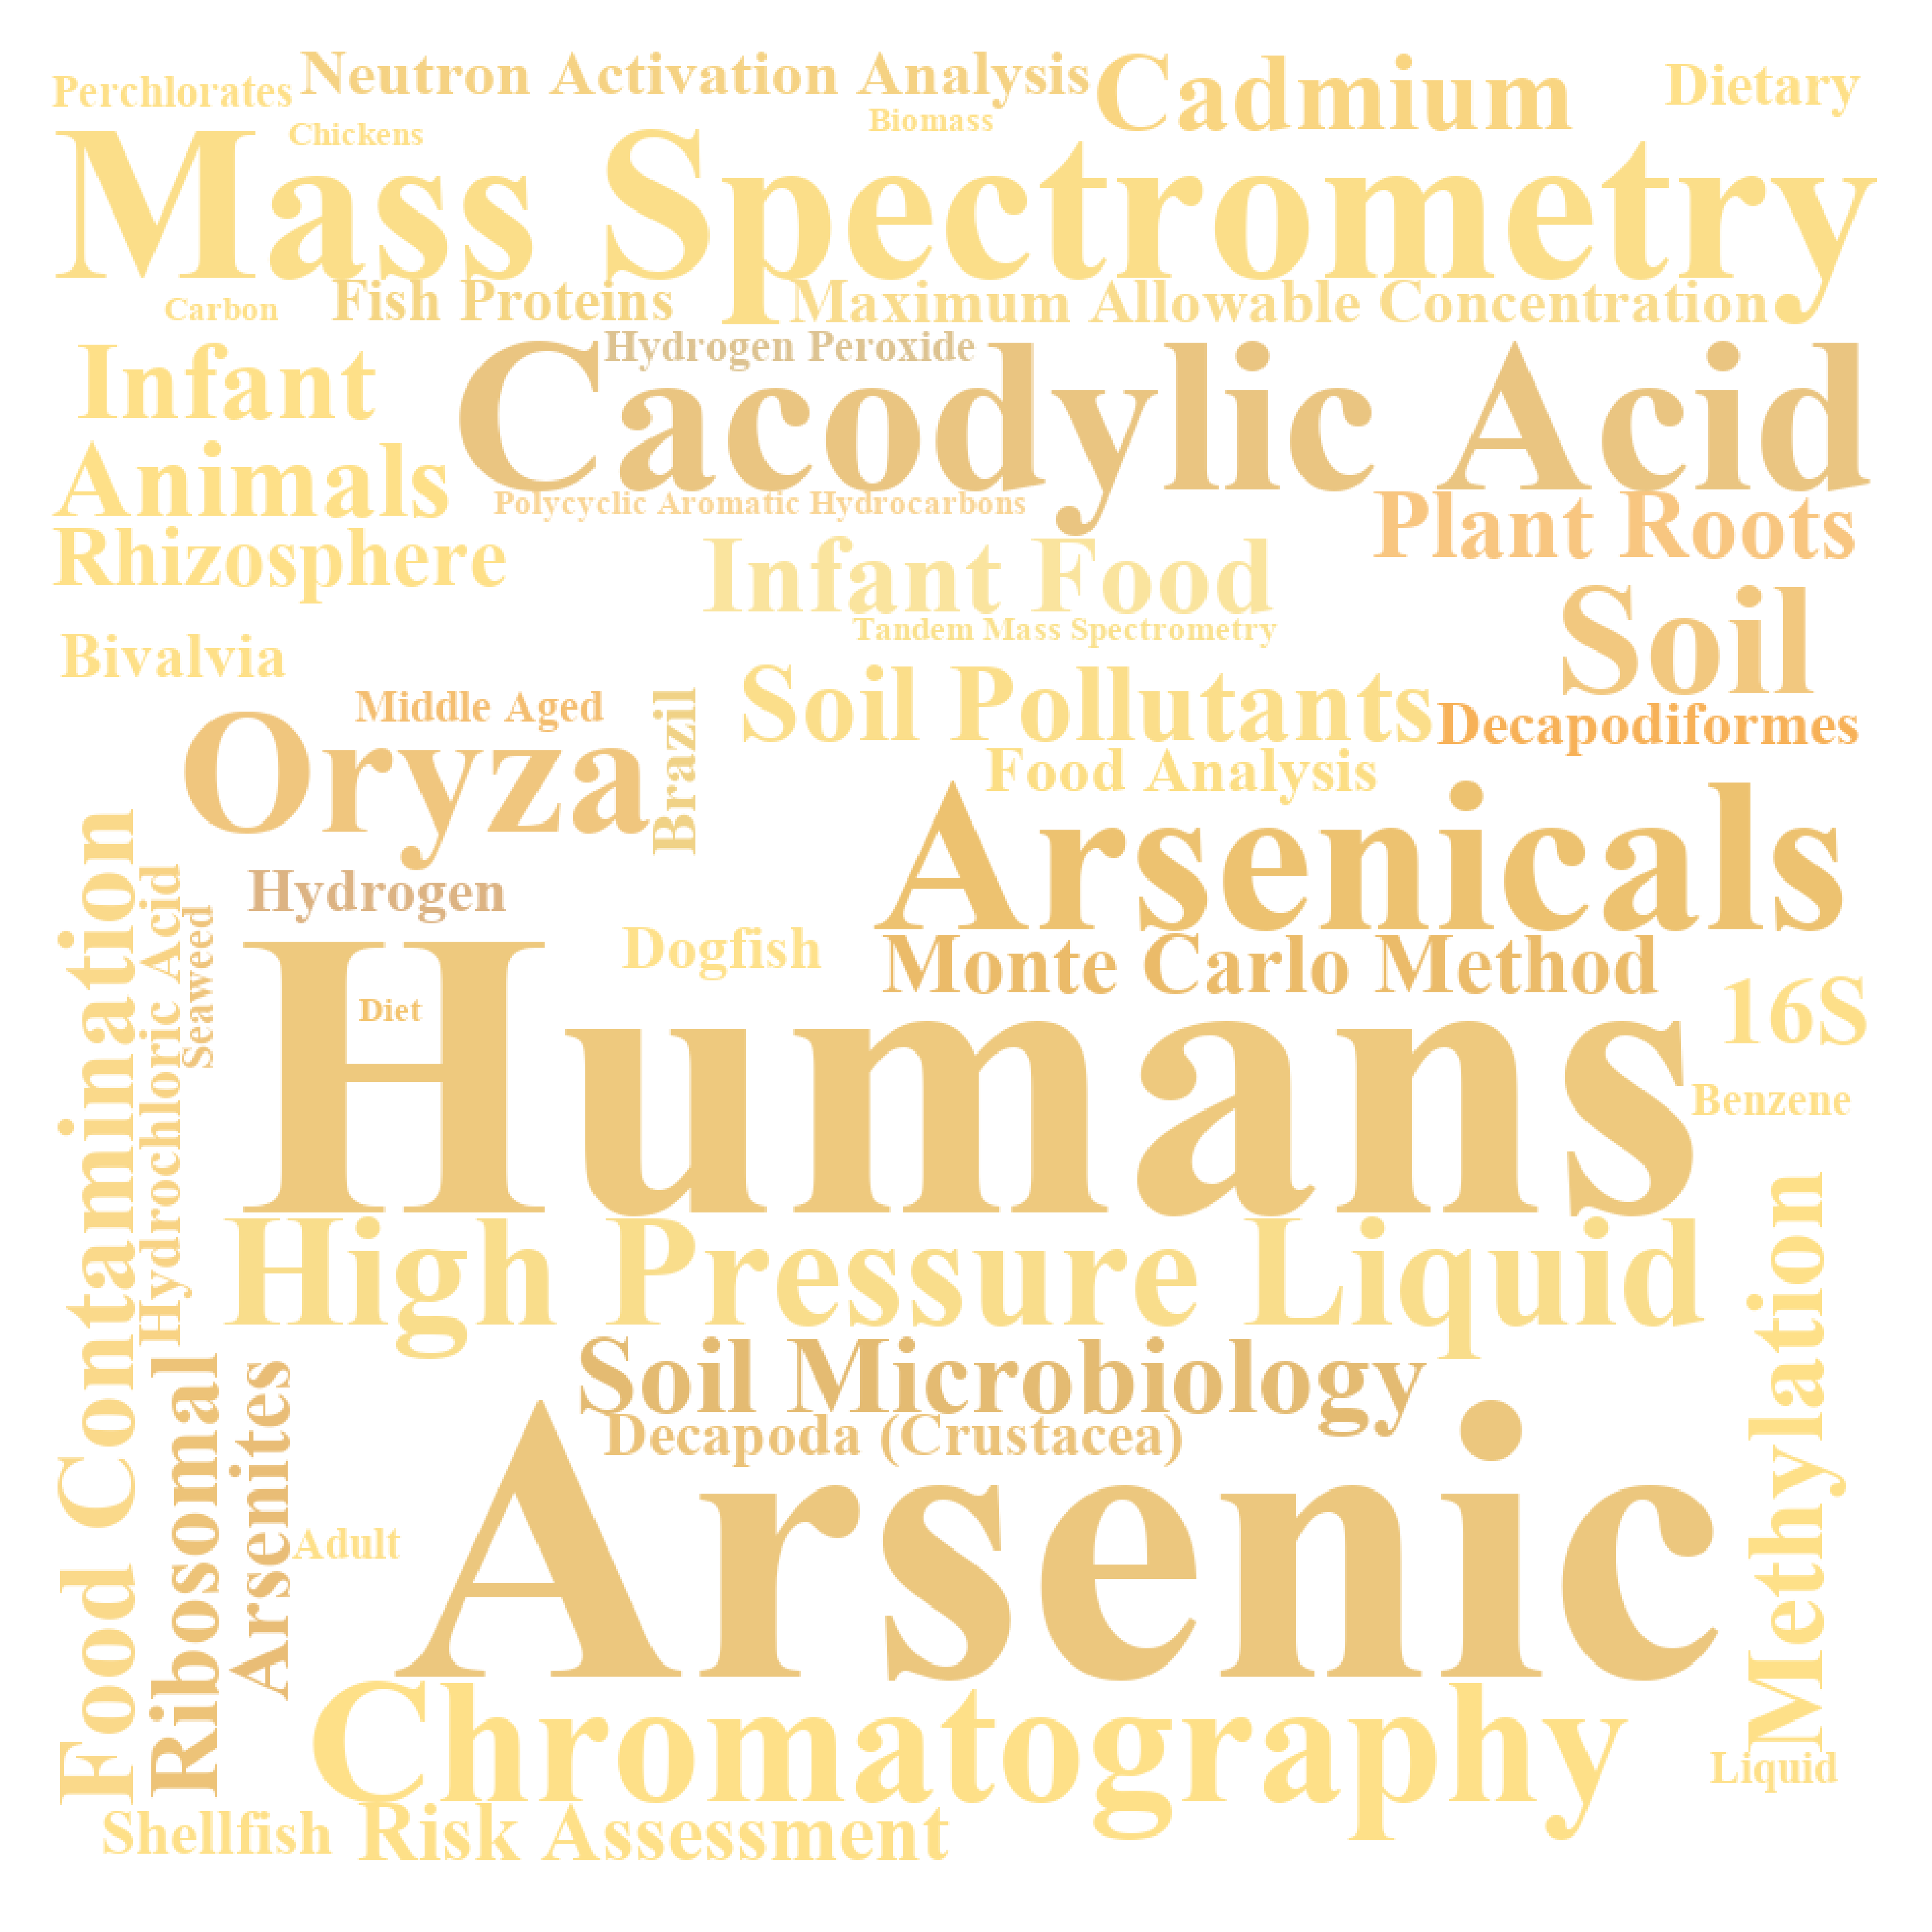 Perchlorates
Neutron Activation Analysis
Cadmium
Dietary
Chickens
Biomass
Mass Spectrometry
Carbon
Fish Proteins
Maximum Allowable Concentration
Hydrogen Peroxide
Infant
Cacodylic Acid
Animals
Polycyclic Aromatic Hydrocarbons
Plant Roots
Rhizosphere
Infant Food
Tandem Mass Spectrometry
Soil
Bivalvia
Middle Aged
Brazil
Soil Pollutants
Decapodiformes
Oryza
Food Analysis
Arsenicals
Hydrogen
Dogfish
Monte Carlo Method
16S
Food Contamination
Hydrochloric Acid
Seaweed
Diet
Humans
Benzene
High Pressure Liquid
Methylation
Soil Microbiology
Decapoda (Crustacea)
Ribosomal
Arsenites
Adult
Arsenic
Chromatography
Liquid
Shellfish
Risk Assessment